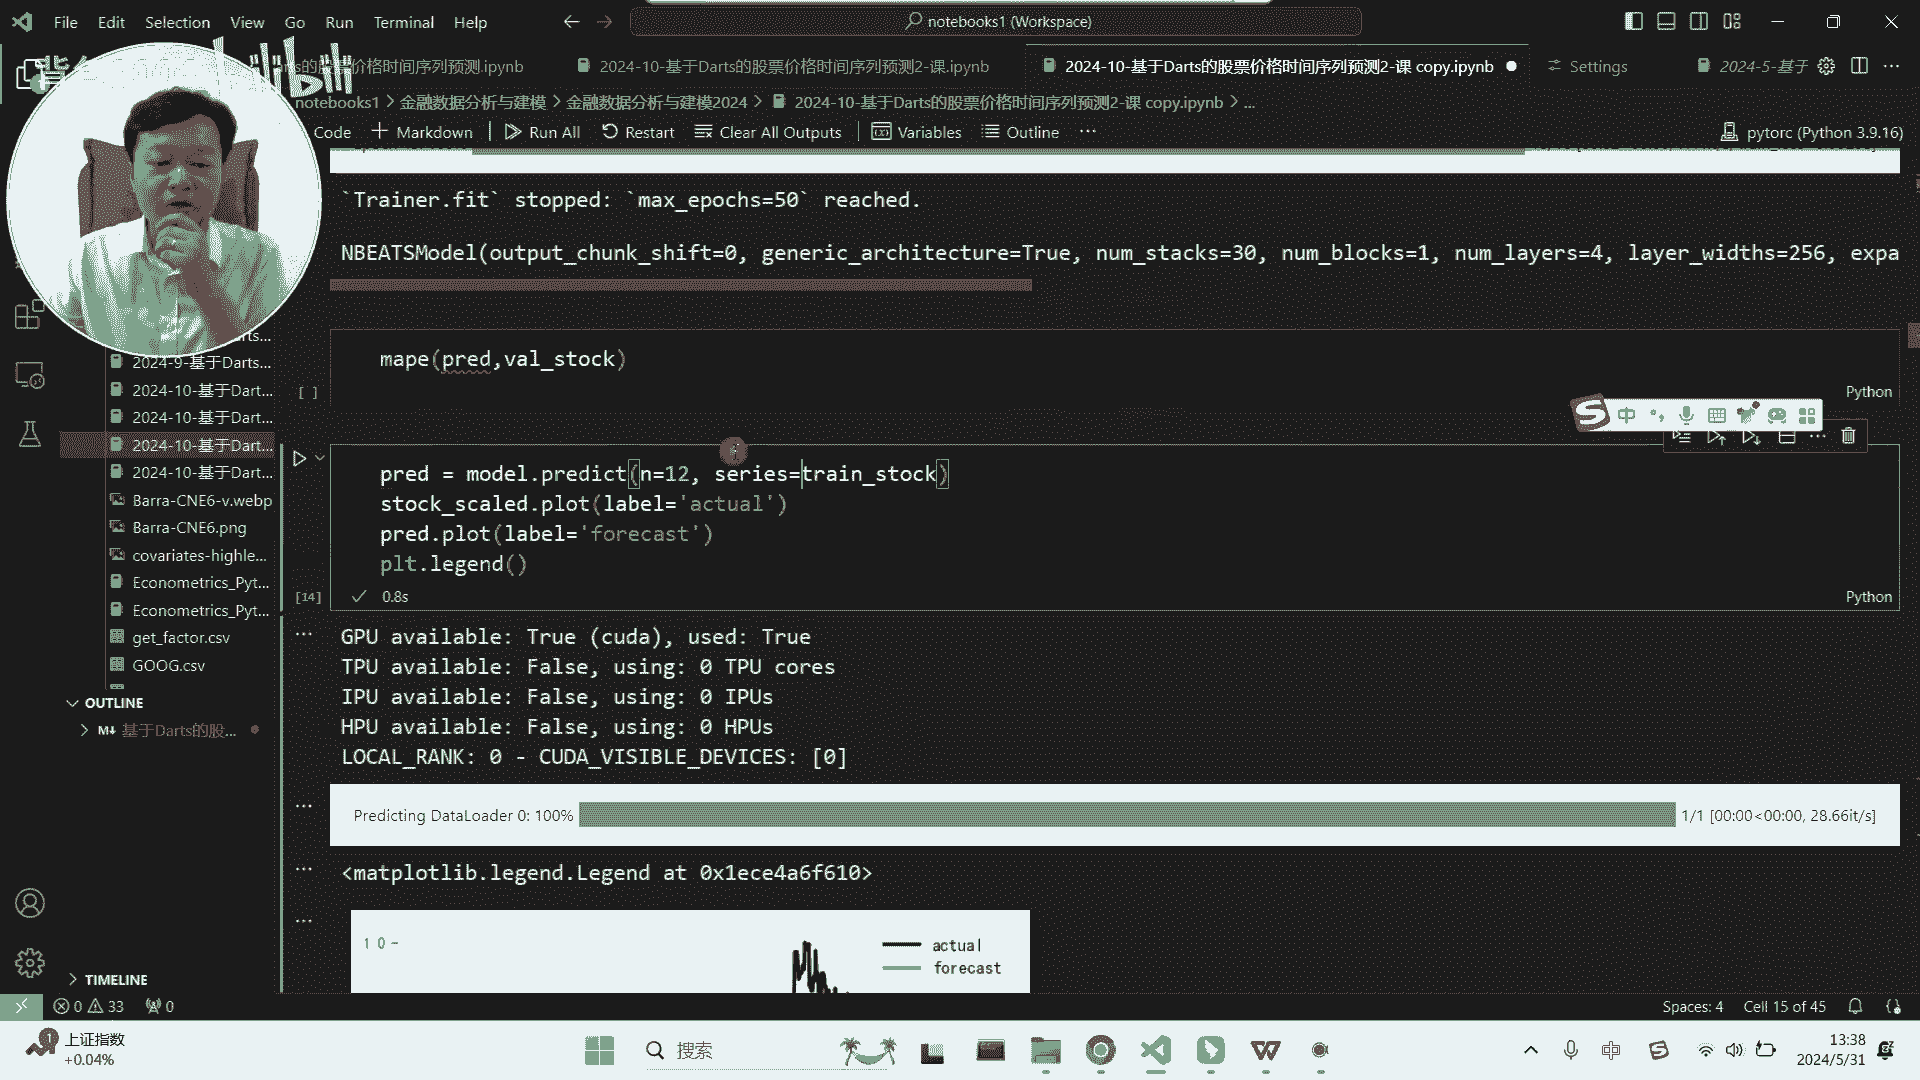 File Edit Selection View Go Run Terminal Help
notebooks1 (Workspace)
bilibili
的股票价格时间序列预测.ipynb
2024-10-基于Darts的股票价格时间序列预测2-课.ipynb
2024-10-基于Darts的股票价格时间序列预测2-课 copy.ipynb
Settings
2024-5-基于
notebooks1 > 金融数据分析与建模 > 金融数据分析与建模2024 > 2024-10-基于Darts的股票价格时间序列预测2-课 copy.ipynb > ...
Code + Markdown Run All Restart Clear All Outputs Variables Outline ...
pytorc (Python 3.9.16)
`Trainer.fit` stopped: `max_epochs=50` reached.
NBEATSModel(output_chunk_shift=0, generic_architecture=True, num_stacks=30, num_blocks=1, num_layers=4, layer_widths=256, expa
mape(pred,val_stock)
[ ]
Python
中
pred = model.predict(n=12, series=train_stock)
stock_scaled.plot(label='actual')
pred.plot(label='forecast')
plt.legend()
[14]
0.8s
Python
GPU available: True (cuda), used: True
TPU available: False, using: 0 TPU cores
IPU available: False, using: 0 IPUs
HPU available: False, using: 0 HPUs
LOCAL_RANK: 0 - CUDA_VISIBLE_DEVICES: [0]
Predicting DataLoader 0: 100%
1/1 [00:00<00:00, 28.66it/s]
<matplotlib.legend.Legend at 0x1ece4a6f610>
10
actual
forecast
2024-9-基于Darts...
2024-10-基于Dart...
2024-10-基于Dart...
2024-10-基于Dart...
2024-10-基于Dart...
Barra-CNE6-v.webp
Barra-CNE6.png
covariates-highle...
Econometrics_Pyt...
Econometrics_Pyt...
get_factor.csv
GOOG.csv
OUTLINE
M↓ 基于Darts的股...
TIMELINE
0 33 0
Spaces: 4 Cell 15 of 45
上证指数
+0.04%
搜索
中
13:38
2024/5/31